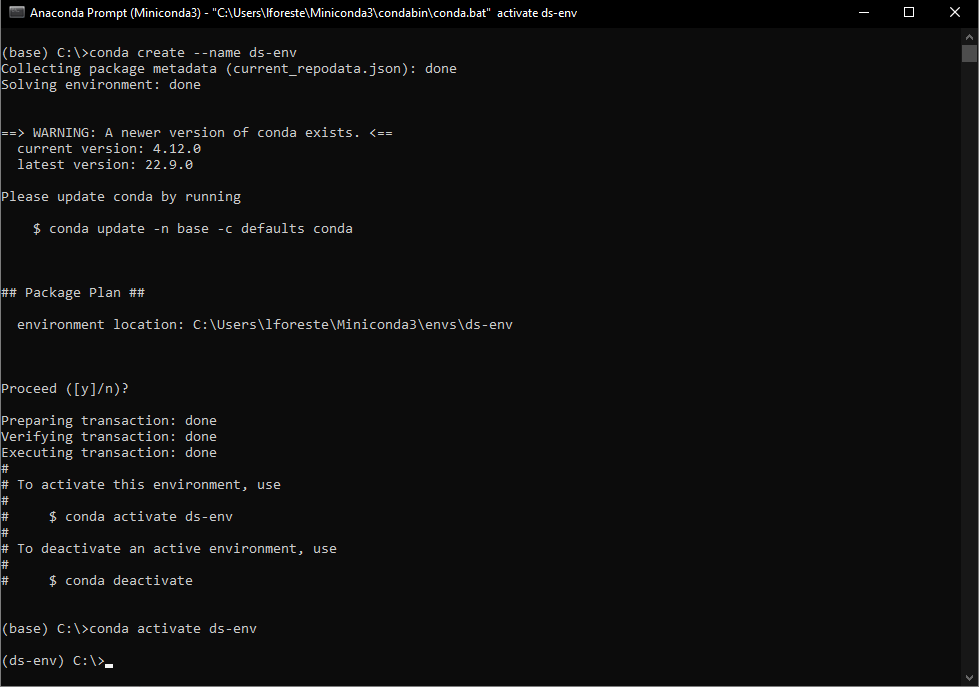 Anaconda Prompt (Miniconda3) - "C:\Users\lforeste\Miniconda3\condabin\conda.bat"  activate ds-env
(base) C:\>conda create --name ds-env
Collecting package metadata (current_repodata.json): done
Solving environment: done
==> WARNING: A newer version of conda exists. <==
  current version: 4.12.0
  latest version: 22.9.0
Please update conda by running
    $ conda update -n base -c defaults conda
## Package Plan ##
  environment location: C:\Users\lforeste\Miniconda3\envs\ds-env
Proceed ([y]/n)?
Preparing transaction: done
Verifying transaction: done
Executing transaction: done
#
# To activate this environment, use
#
#     $ conda activate ds-env
#
# To deactivate an active environment, use
#
#     $ conda deactivate
(base) C:\>conda activate ds-env
(ds-env) C:\>